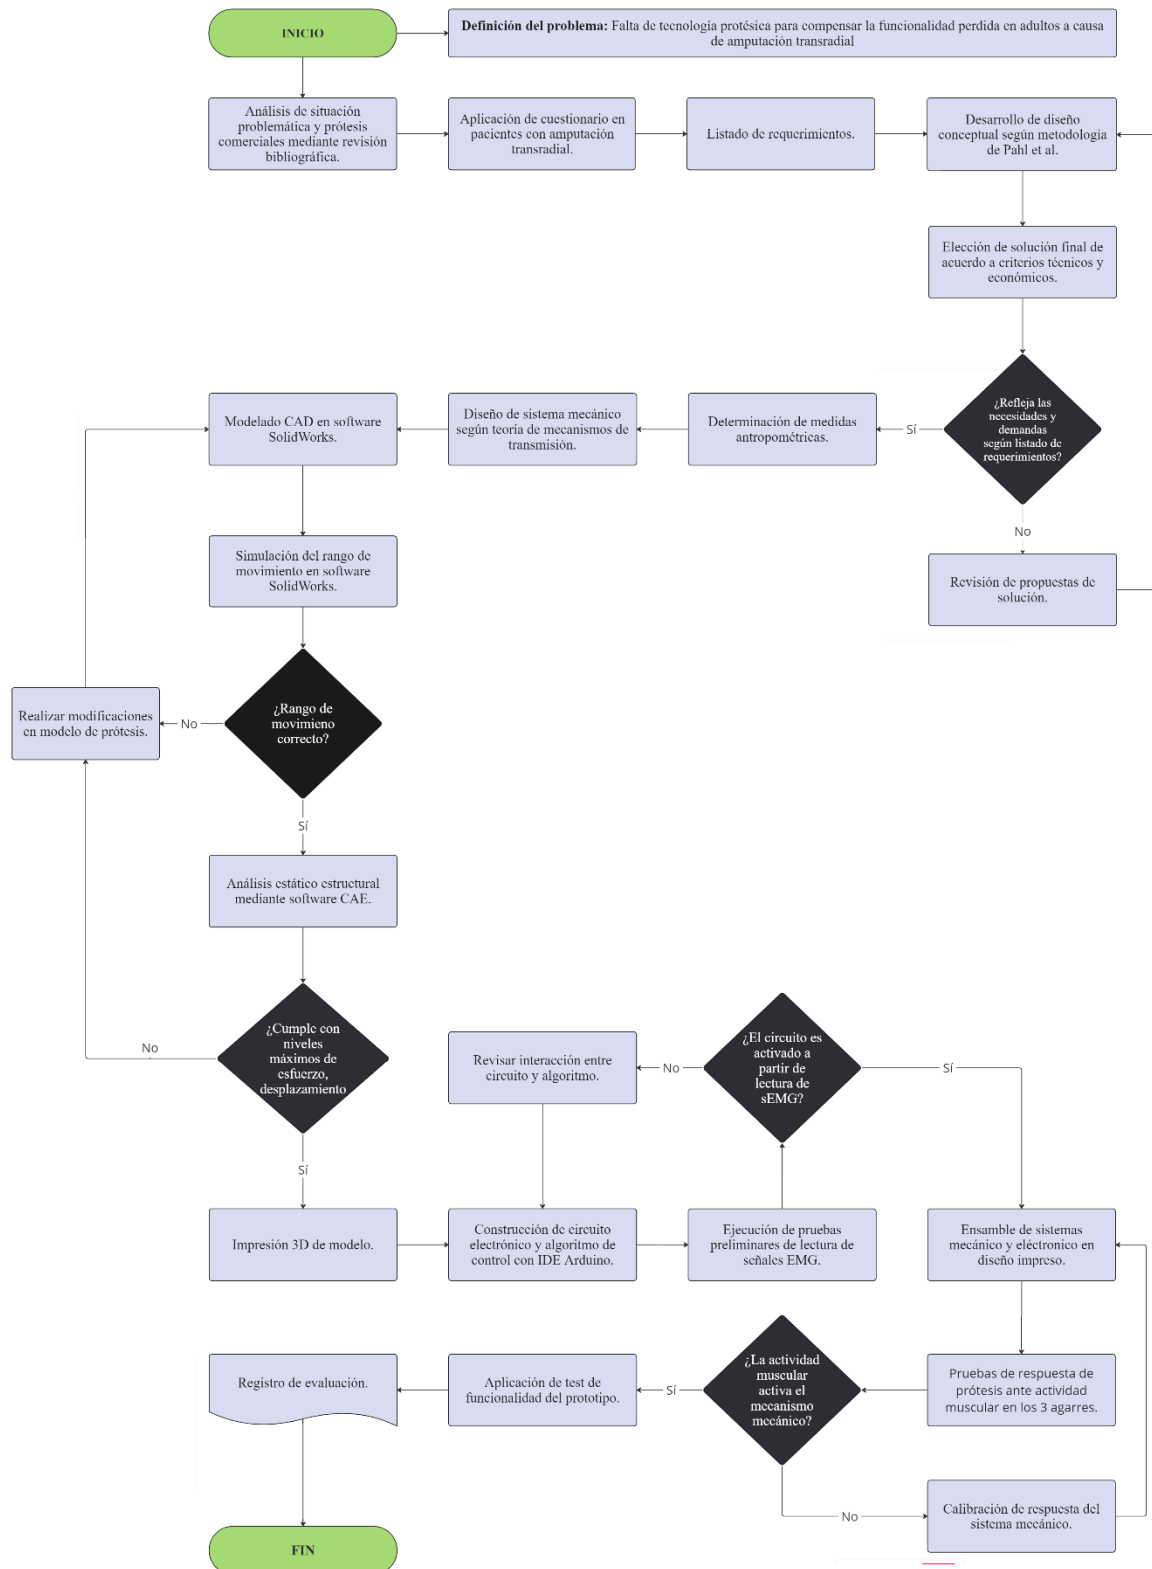 INICIO
Definición del problema: Falta de tecnología protésica para compensar la funcionalidad perdida en adultos a causa
de amputación transradial
Análisis de situación
problemática y prótesis
comerciales mediante revisión
bibliográfica.
Aplicación de cuestionario en
pacientes con amputación
transradial.
Listado de requerimientos.
Desarrollo de diseño
conceptual según metodología
de Pahl et al.
Elección de solución final de
acuerdo a criterios técnicos y
económicos.
¿Refleja las
necesidades y
demandas
según listado de
requerimientos?
Sí
No
Revisión de propuestas de
solución.
Determinación de medidas
antropométricas.
Diseño de sistema mecánico
según teoría de mecanismos de
transmisión.
Modelado CAD en software
SolidWorks.
Simulación del rango de
movimiento en software
SolidWorks.
¿Rango de
movimieno
correcto?
No
Realizar modificaciones
en modelo de prótesis.
Sí
Análisis estático estructural
mediante software CAE.
¿Cumple con
niveles
máximos de
esfuerzo,
desplazamiento
No
Sí
Impresión 3D de modelo.
Construcción de circuito
electrónico y algoritmo de
control con IDE Arduino.
Ejecución de pruebas
preliminares de lectura de
señales EMG.
¿El circuito es
activado a
partir de
lectura de
sEMG?
No
Revisar interacción entre
circuito y algoritmo.
Sí
Ensamble de sistemas
mecánico y eléctronico en
diseño impreso.
Pruebas de respuesta de
prótesis ante actividad
muscular en los 3 agarres.
¿La actividad
muscular
activa el
mecanismo
mecánico?
No
Calibración de respuesta del
sistema mecánico.
Sí
Aplicación de test de
funcionalidad del prototipo.
Registro de evaluación.
FIN